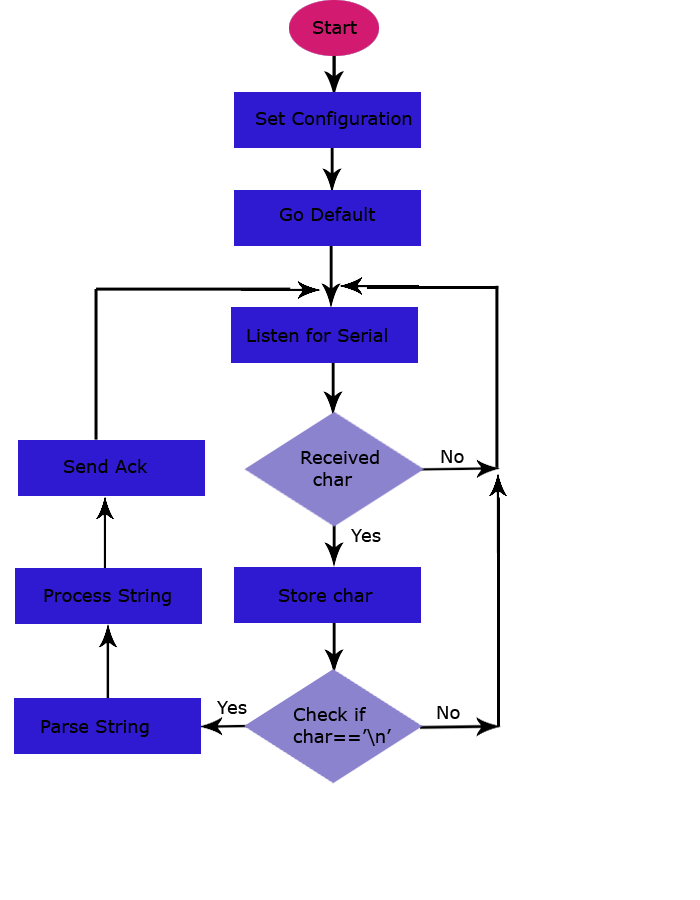 Start
Set Configuration
Go Default
Listen for Serial
Received
char
No
Yes
Send Ack
Process String
Store char
Check if
char==’\n’
Yes
No
Parse String